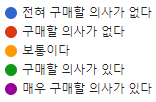 전혀 구매할 의사가 없다
구매할 의사가 없다
보통이다
구매할 의사가 있다
매우 구매할 의사가 있다